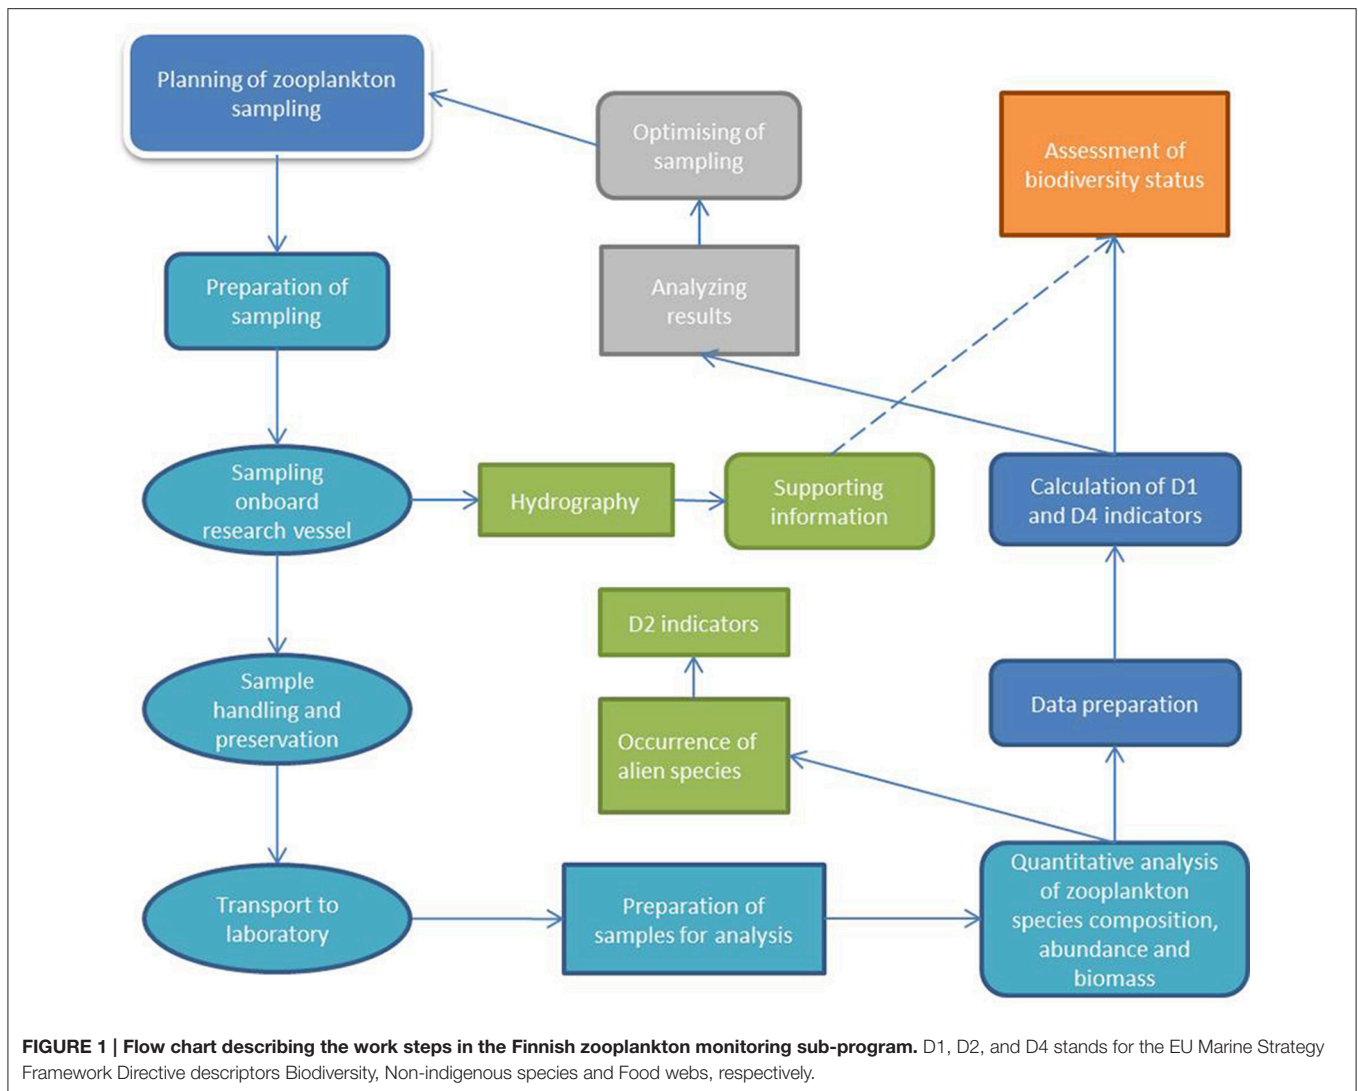 Planning of zooplankton
sampling
Optimising of
sampling
Assessment of
biodiversity status
Preparation of
sampling
Analyzing
results
Sampling
onboard
research vessel
Hydrography
Supporting
information
Calculation of D1
and D4 indicators
D2 indicators
Sample
handling and
preservation
Occurrence of
alien species
Data preparation
Transport to
laboratory
Preparation of
samples for analysis
Quantitative analysis
of zooplankton
species composition,
abundance and
biomass
FIGURE 1 | Flow chart describing the work steps in the Finnish zooplankton monitoring sub-program. D1, D2, and D4 stands for the EU Marine Strategy
Framework Directive descriptors Biodiversity, Non-indigenous species and Food webs, respectively.